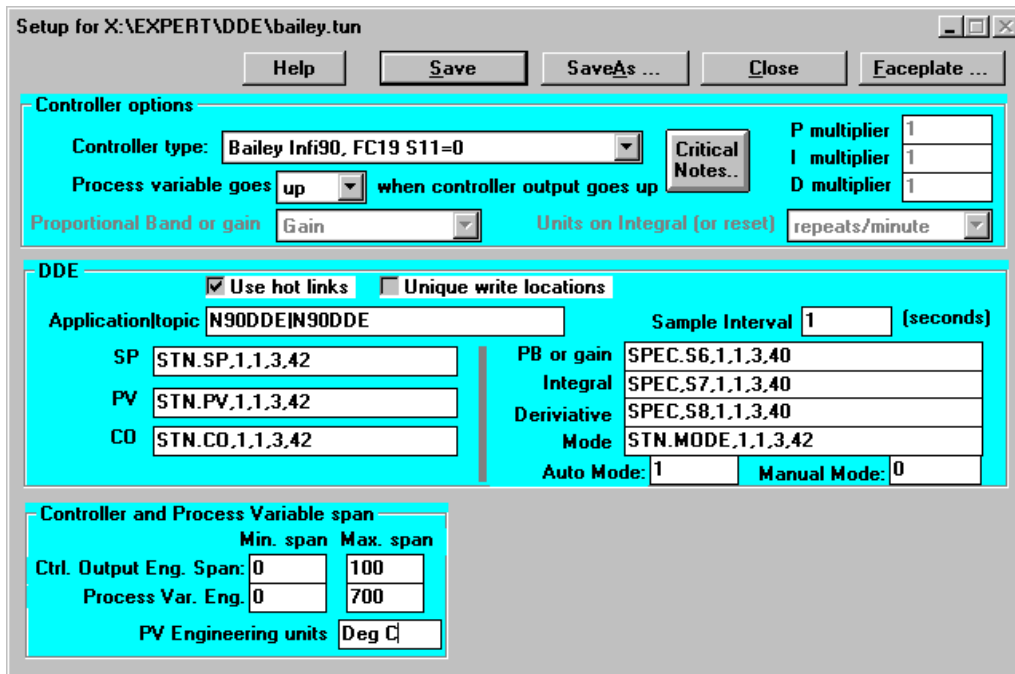 Setup for X:\EXPERT\DDE\bailey.tun
Help Save SaveAs ... Close Faceplate ...
Controller options
Controller type: Bailey Infi90, FC19 S11=0
Critical Notes..
P multiplier 1
I multiplier 1
D multiplier 1
Process variable goes up when controller output goes up
Proportional Band or gain Gain Units on Integral (or reset) repeats/minute
DDE
Use hot links Unique write locations
Application|topic N90DDE|N90DDE Sample Interval 1 (seconds)
SP STN.SP,1,1,3,42
PV STN.PV,1,1,3,42
CO STN.CO,1,1,3,42
PB or gain SPEC.S6,1,1,3,40
Integral SPEC,S7,1,1,3,40
Deriviative SPEC,S8,1,1,3,40
Mode STN.MODE,1,1,3,42
Auto Mode: 1 Manual Mode: 0
Controller and Process Variable span
Min. span Max. span
Ctrl. Output Eng. Span: 0 100
Process Var. Eng. 0 700
PV Engineering units Deg C